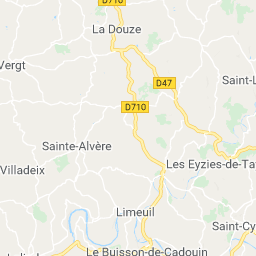 D710
La Douze
Vergt
D47
Saint-L
D710
Sainte-Alvère
Les Eyzies-de-Ta
Villadeix
Limeuil
Saint-Cy
Le Buisson-de-Cadouin